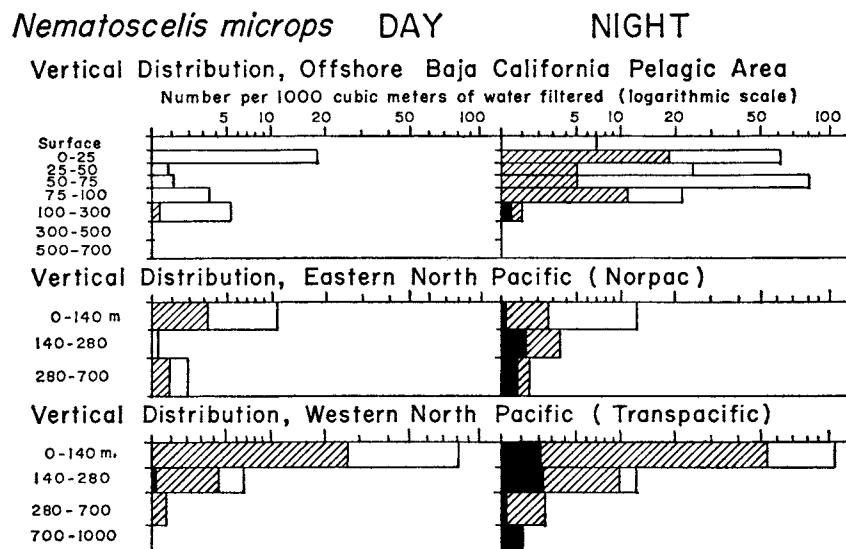 Nematoscelis microps DAY NIGHT
Vertical Distribution, Offshore Baja California Pelagic Area
Number per 1000 cubic meters of water filtered (logarithmic scale)
5 10 20 50 100 5 10 20 50 100
Surface
0-25
25-50
50-75
75-100
100-300
300-500
500-700
Vertical Distribution, Eastern North Pacific (Norpac)
0-140 m
140-280
280-700
Vertical Distribution, Western North Pacific (Transpacific)
0-140 m.
140-280
280-700
700-1000